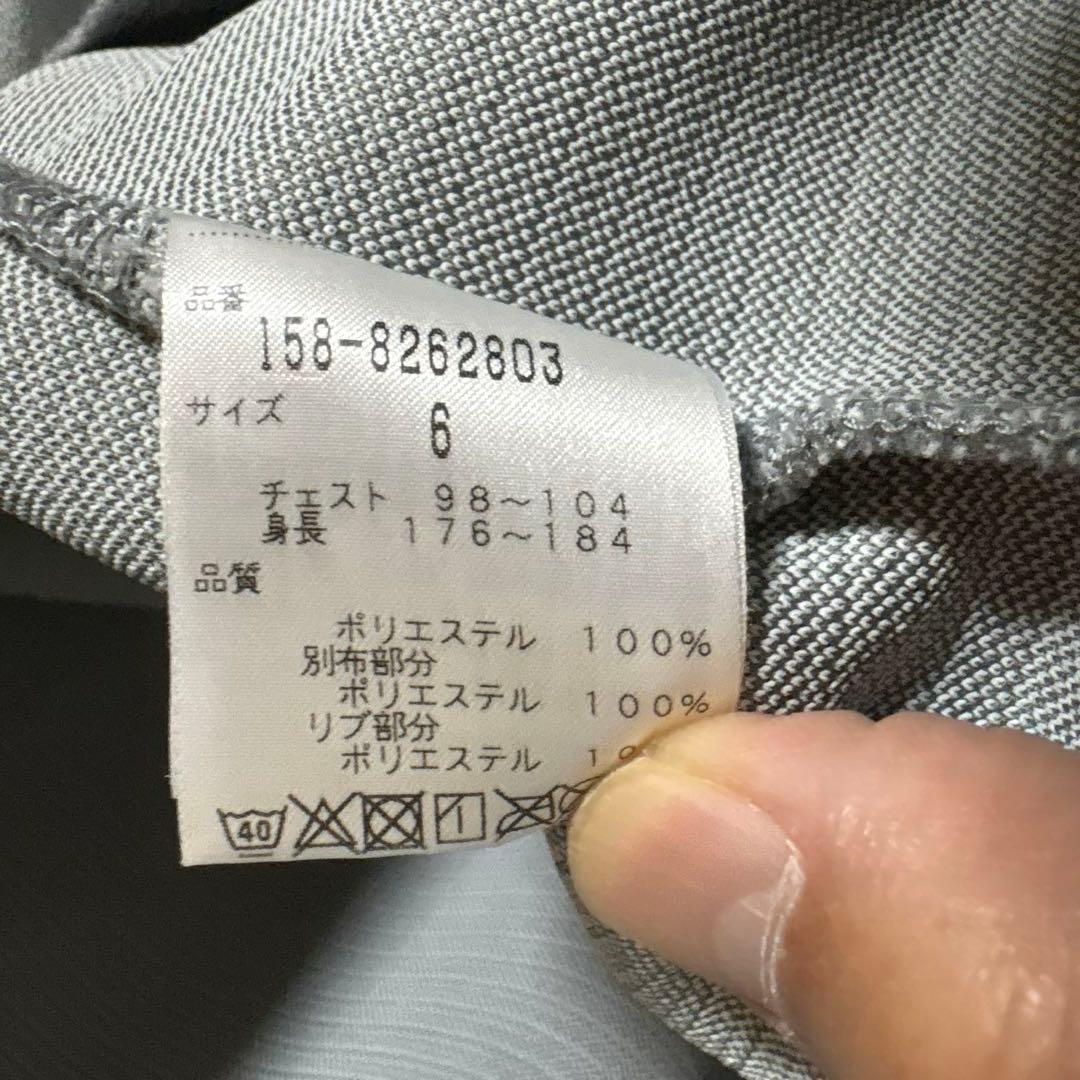 品番
158-8262803
サイズ
6
チェスト 98～104
身長 176～184
品質
ポリエステル 100%
別布部分
ポリエステル 100%
リブ部分
ポリエステル
40